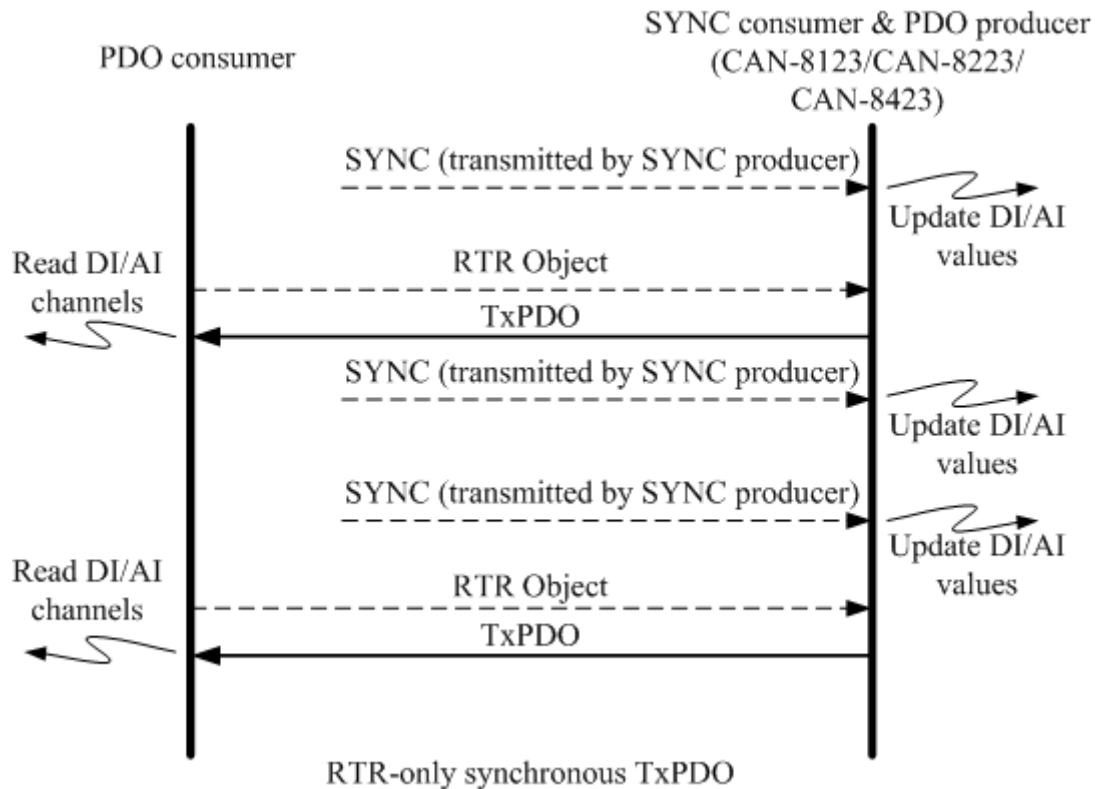 SYNC consumer & PDO producer
PDO consumer
(CAN-8123/CAN-8223/
CAN-8423)
SYNC (transmitted by SYNC producer)
Update DI/AI
values
Read DI/AI
channels
RTR Object
TxPDO
SYNC (transmitted by SYNC producer)
Update DI/AI
values
SYNC (transmitted by SYNC producer)
Update DI/AI
values
Read DI/AI
channels
RTR Object
TxPDO
RTR-only synchronous TxPDO